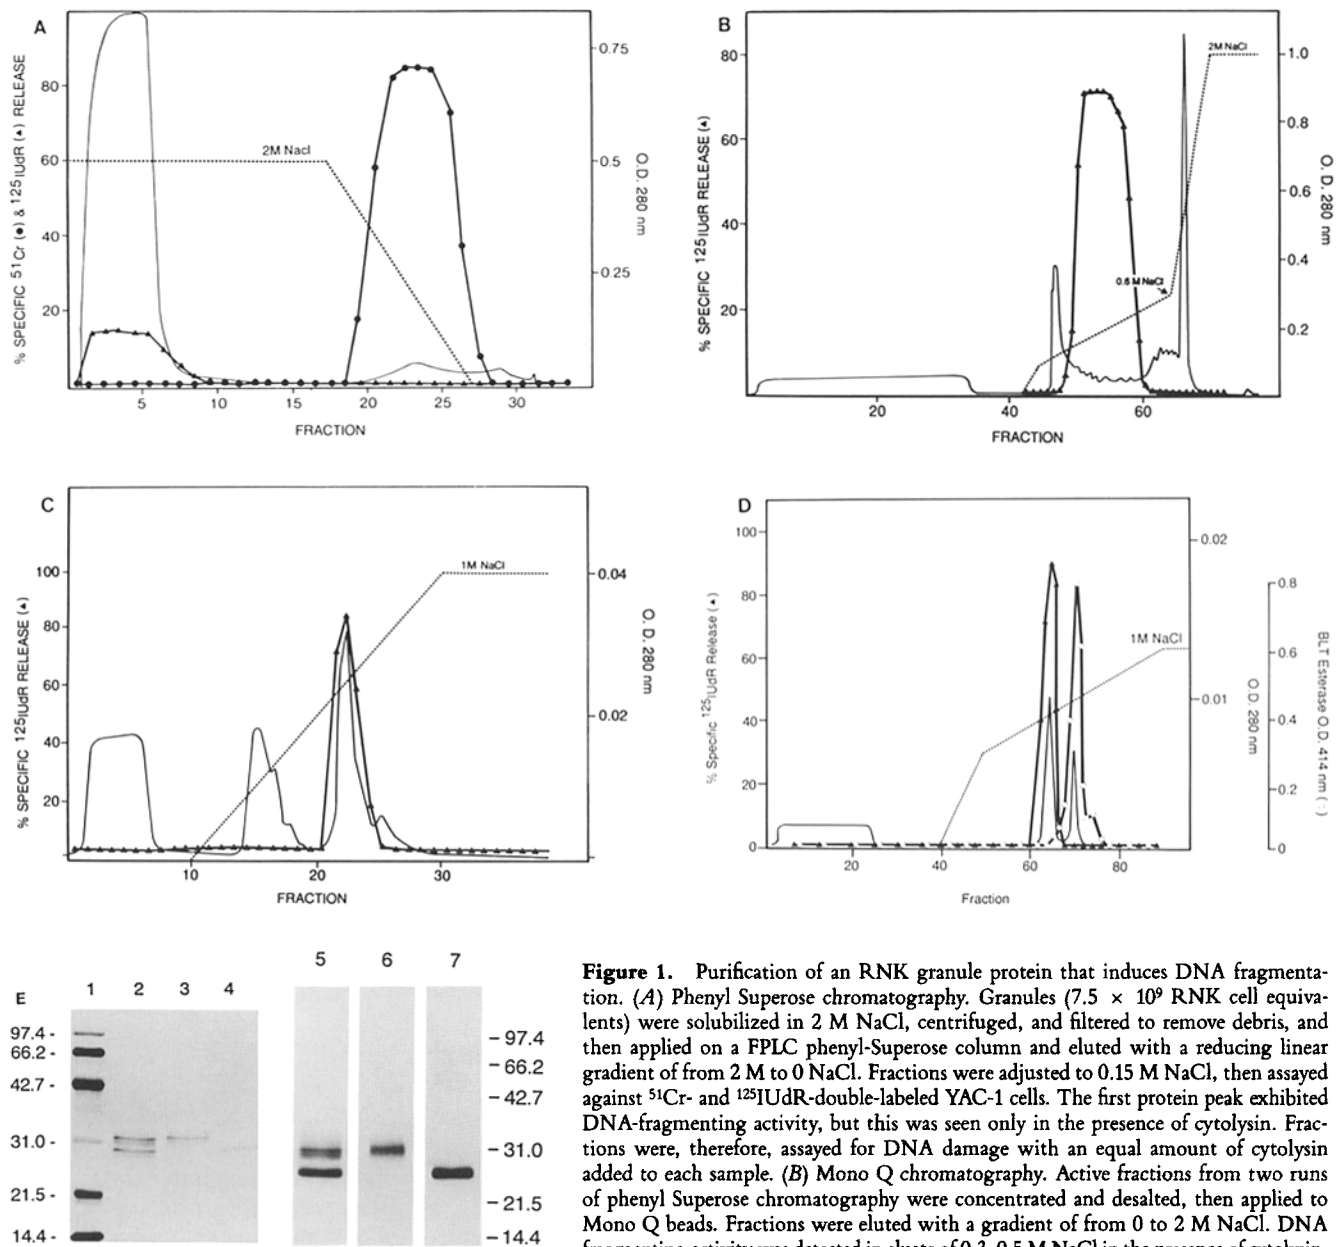 A
% SPECIFIC ⁵¹Cr (●) & ¹²⁵IUdR (▲) RELEASE
80
60
40
20
2M Nacl
0.75
0.5
0.25
O.D. 280 nm
5 10 15 20 25 30
FRACTION
B
% SPECIFIC ¹²⁵IUdR RELEASE (▲)
80
60
40
20
2M NaCl
0.6 M NaCl
1.0
0.8
0.6
0.4
0.2
O.D. 280 nm
20 40 60
FRACTION
C
% SPECIFIC ¹²⁵IUdR RELEASE (▲)
100
80
60
40
20
1M NaCl
0.04
0.02
O.D. 280 nm
10 20 30
FRACTION
D
% Specific ¹²⁵IUdR Release (▲)
100
80
60
40
20
0
1M NaCl
0.02
0.01
O.D. 280 nm
0.8
0.6
0.4
0.2
0
BLT Esterase O.D. 414 nm
20 40 60 80
Fraction
E
1 2 3 4
97.4 -
66.2 -
42.7 -
31.0 -
21.5 -
14.4 -
5 6 7
- 97.4
- 66.2
- 42.7
- 31.0
- 21.5
- 14.4
Figure 1. Purification of an RNK granule protein that induces DNA fragmenta-
tion. (A) Phenyl Superose chromatography. Granules (7.5 × 10⁹ RNK cell equiva-
lents) were solubilized in 2 M NaCl, centrifuged, and filtered to remove debris, and
then applied on a FPLC phenyl-Superose column and eluted with a reducing linear
gradient of from 2 M to 0 NaCl. Fractions were adjusted to 0.15 M NaCl, then assayed
against ⁵¹Cr- and ¹²⁵IUdR-double-labeled YAC-1 cells. The first protein peak exhibited
DNA-fragmenting activity, but this was seen only in the presence of cytolysin. Frac-
tions were, therefore, assayed for DNA damage with an equal amount of cytolysin
added to each sample. (B) Mono Q chromatography. Active fractions from two runs
of phenyl Superose chromatography were concentrated and desalted, then applied to
Mono Q beads. Fractions were eluted with a gradient of from 0 to 2 M NaCl. DNA